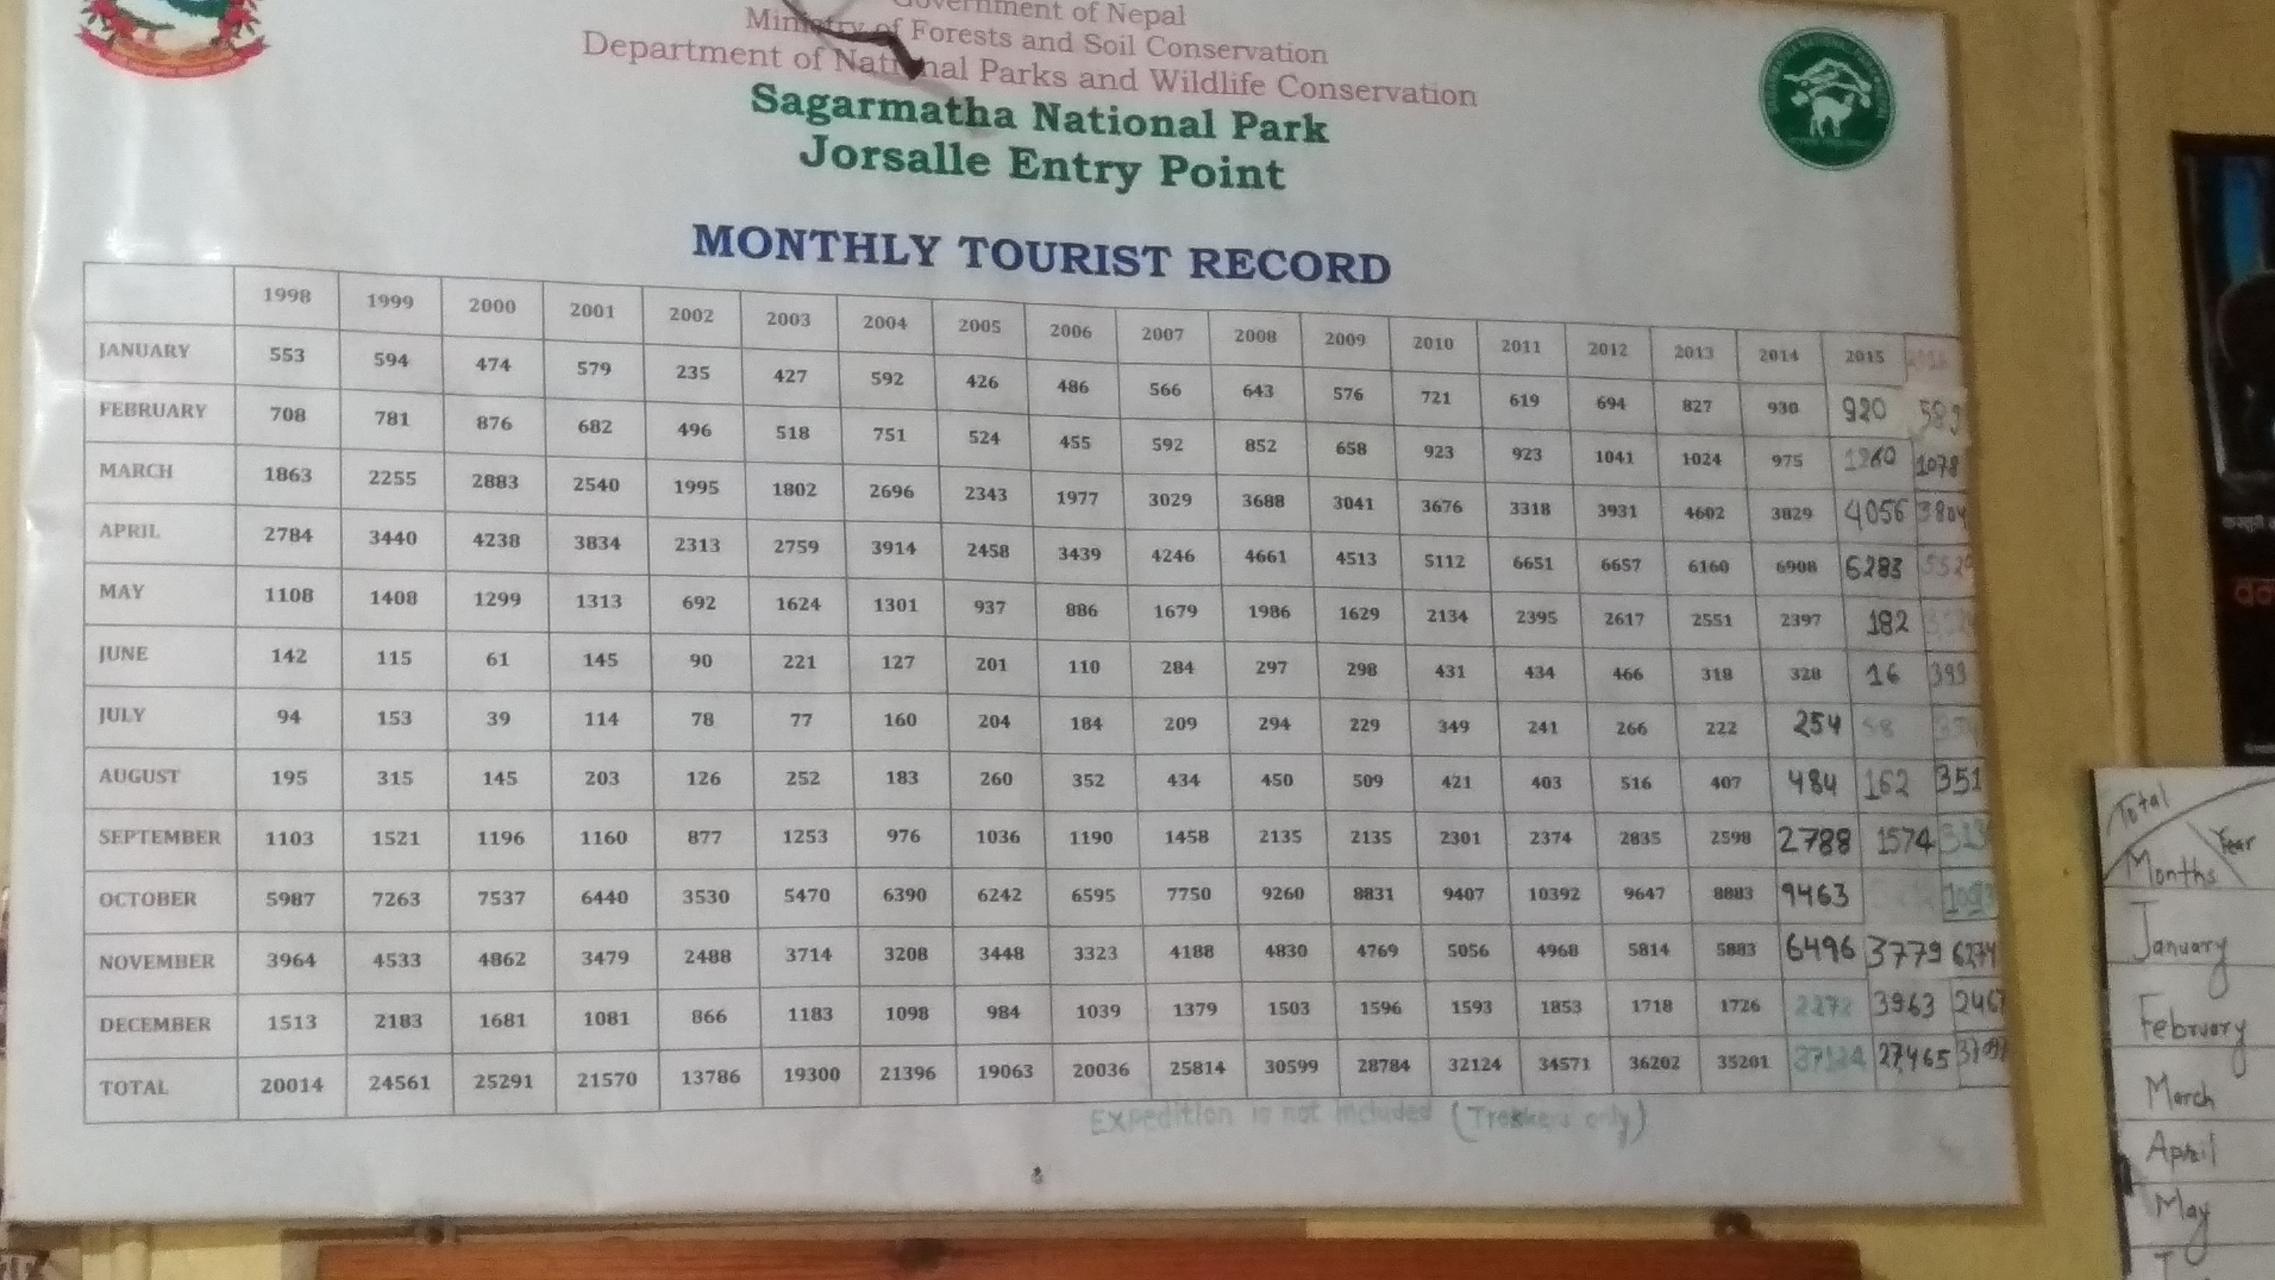 Government of Nepal
Ministry of Forests and Soil Conservation
Department of National Parks and Wildlife Conservation
Sagarmatha National Park
Jorsalle Entry Point
MONTHLY TOURIST RECORD
1998 1999 2000 2001 2002 2003 2004 2005 2006 2007 2008 2009 2010 2011 2012 2013 2014 2015
JANUARY 553 594 474 579 235 427 592 426 486 566 643 576 721 619 694 827 930 920
FEBRUARY 708 781 876 682 496 518 751 524 455 592 852 658 923 923 1041 1024 975 1260 1078
MARCH 1863 2255 2883 2540 1995 1802 2696 2343 1977 3029 3688 3041 3676 3318 3931 4602 3829 4056 3804
APRIL 2784 3440 4238 3834 2313 2759 3914 2458 3439 4246 4661 4513 5112 6651 6657 6160 6908 6283
MAY 1108 1408 1299 1313 692 1624 1301 937 886 1679 1986 1629 2134 2395 2617 2551 2397 182
JUNE 142 115 61 145 90 221 127 201 110 284 297 298 431 434 466 318 328 16 393
JULY 94 153 39 114 78 77 160 204 184 209 294 229 349 241 266 222 254 58
AUGUST 195 315 145 203 126 252 183 260 352 434 450 509 421 403 516 407 484 162 351
SEPTEMBER 1103 1521 1196 1160 877 1253 976 1036 1190 1458 2135 2135 2301 2374 2835 2598 2788 1574
OCTOBER 5987 7263 7537 6440 3530 5470 6390 6242 6595 7750 9260 8831 9407 10392 9647 8883 9463
NOVEMBER 3964 4533 4862 3479 2488 3714 3208 3448 3323 4188 4830 4769 5056 4968 5814 5883 6496 3779 6274
DECEMBER 1513 2183 1681 1081 866 1183 1098 984 1039 1379 1503 1596 1593 1853 1718 1726 2272 3963 2467
TOTAL 20014 24561 25291 21570 13786 19300 21396 19063 20036 25814 30599 28784 32124 34571 36202 35201 37124 27,465
Expedition is not included (Trekkers only)
Total
Year
Months
January
February
March
April
May